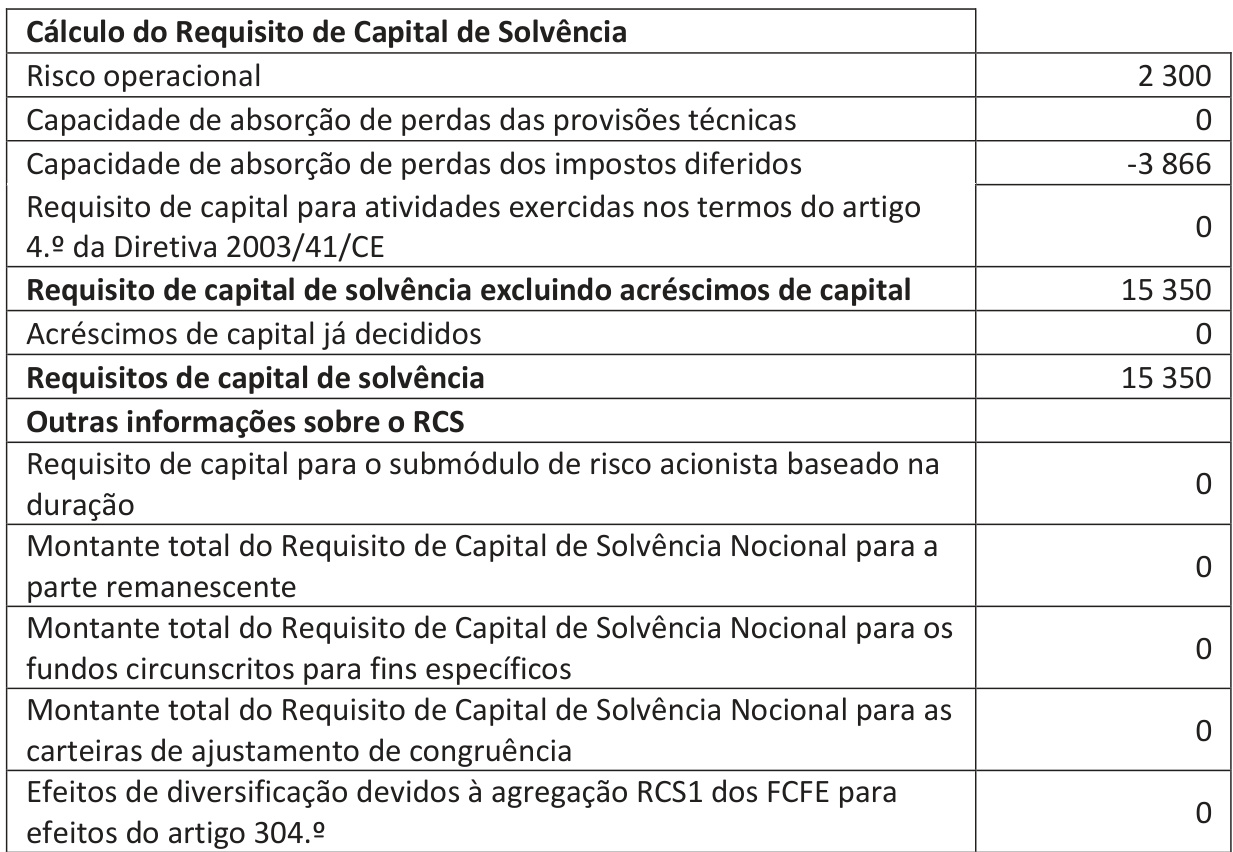 Cálculo do Requisito de Capital de Solvência
Risco operacional 2 300
Capacidade de absorção de perdas das provisões técnicas 0
Capacidade de absorção de perdas dos impostos diferidos -3 866
Requisito de capital para atividades exercidas nos termos do artigo
4.º da Diretiva 2003/41/CE 0
Requisito de capital de solvência excluindo acréscimos de capital 15 350
Acréscimos de capital já decididos 0
Requisitos de capital de solvência 15 350
Outras informações sobre o RCS
Requisito de capital para o submódulo de risco acionista baseado na
duração 0
Montante total do Requisito de Capital de Solvência Nocional para a
parte remanescente 0
Montante total do Requisito de Capital de Solvência Nocional para os
fundos circunscritos para fins específicos 0
Montante total do Requisito de Capital de Solvência Nocional para as
carteiras de ajustamento de congruência 0
Efeitos de diversificação devidos à agregação RCS1 dos FCFE para
efeitos do artigo 304.º 0